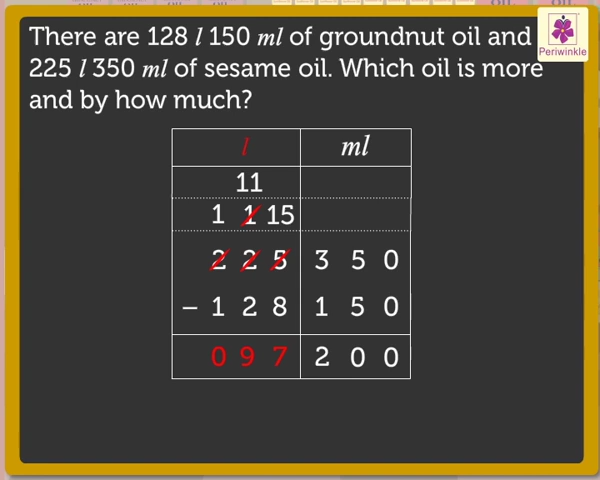 There are 128 l 150 ml of groundnut oil and
225 l 350 ml of sesame oil. Which oil is more
and by how much?
Periwinkle
l ml
11
1 1 15
2 2 5 3 5 0
– 1 2 8 1 5 0
0 9 7 2 0 0